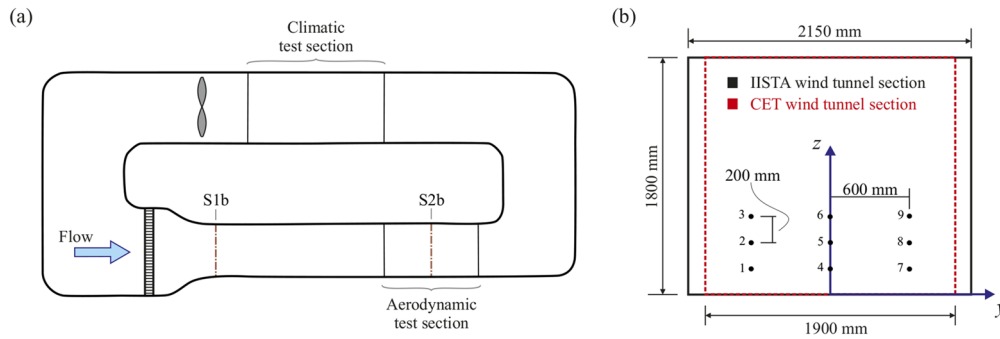 (a)
Climatic
test section
S1b
S2b
Flow
Aerodynamic
test section
(b)
2150 mm
IISTA wind tunnel section
CET wind tunnel section
z
200 mm
600 mm
1800 mm
3
6
9
2
5
8
1
4
7
y
1900 mm